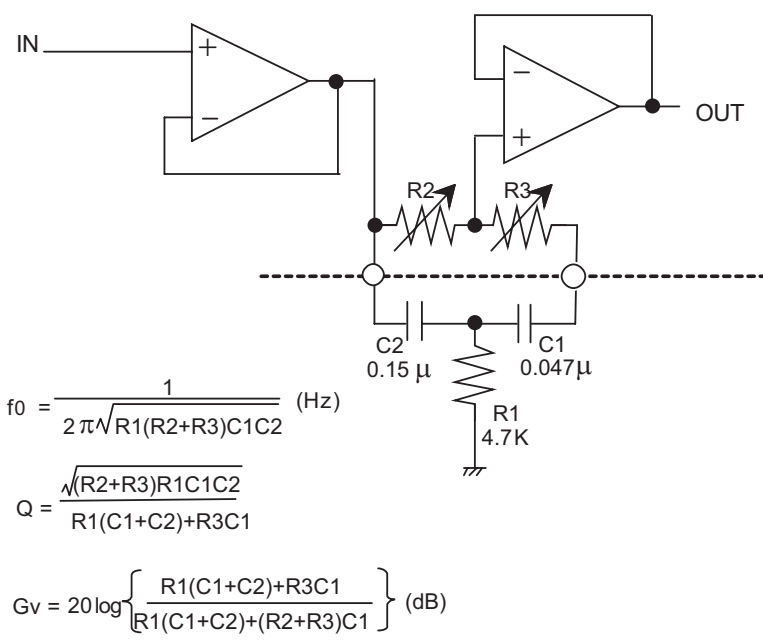 IN
+
−
−
+
OUT
R2
R3
C2
0.15 μ
C1
0.047μ
R1
4.7K
f0 = 1 / 2π√R1(R2+R3)C1C2 (Hz)
Q = √(R2+R3)R1C1C2 / R1(C1+C2)+R3C1
Gv = 20log{R1(C1+C2)+R3C1 / R1(C1+C2)+(R2+R3)C1} (dB)